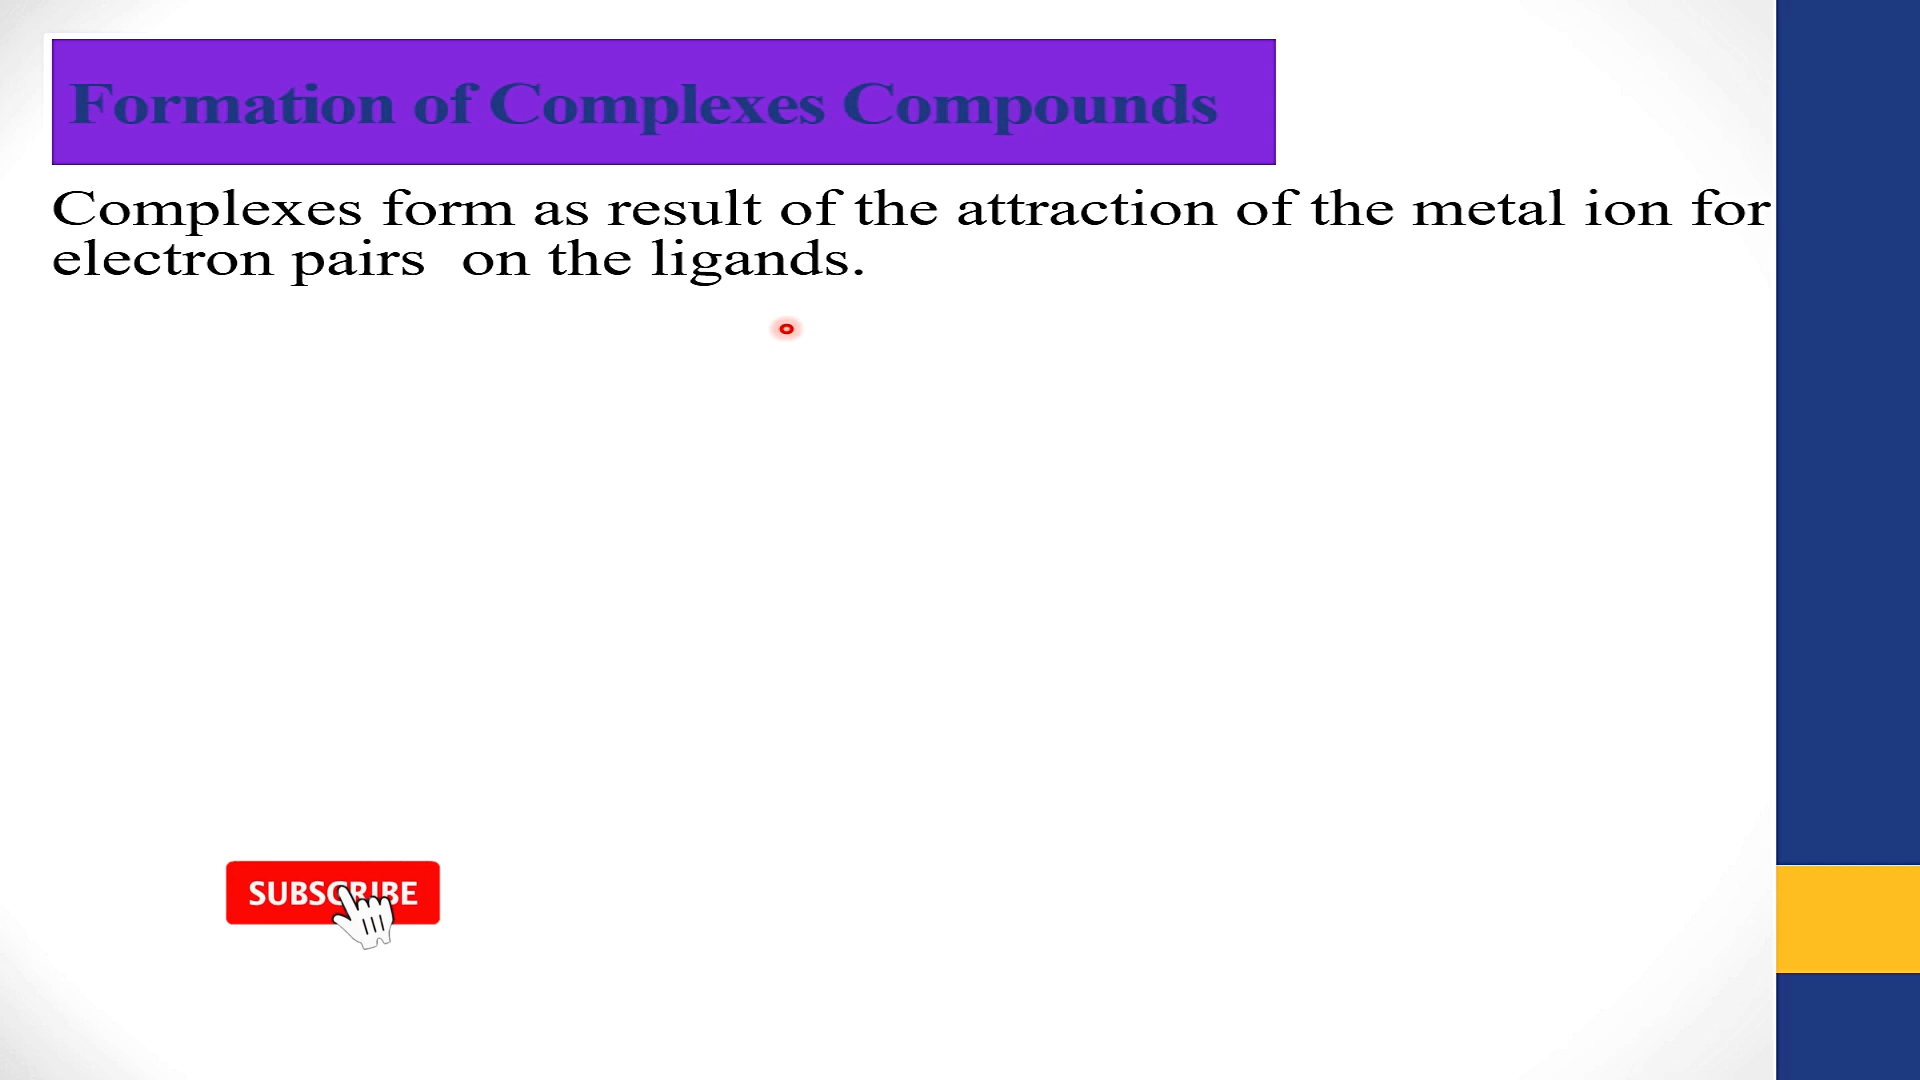 Formation of Complexes Compounds
Complexes form as result of the attraction of the metal ion for
electron pairs  on the ligands.
SUBSCRIBE